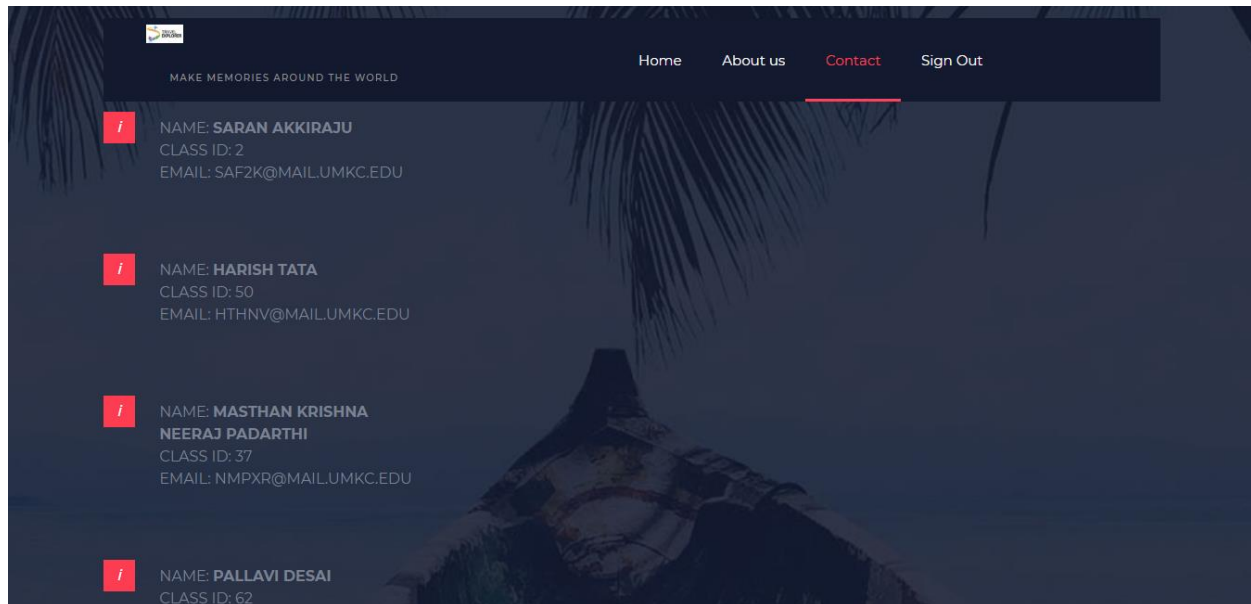 TRAVEL
EXPLORER
MAKE MEMORIES AROUND THE WORLD
Home About us Contact Sign Out
i
NAME: SARAN AKKIRAJU
CLASS ID: 2
EMAIL: SAF2K@MAIL.UMKC.EDU
i
NAME: HARISH TATA
CLASS ID: 50
EMAIL: HTHNV@MAIL.UMKC.EDU
i
NAME: MASTHAN KRISHNA
NEERAJ PADARTHI
CLASS ID: 37
EMAIL: NMPXR@MAIL.UMKC.EDU
i
NAME: PALLAVI DESAI
CLASS ID: 62